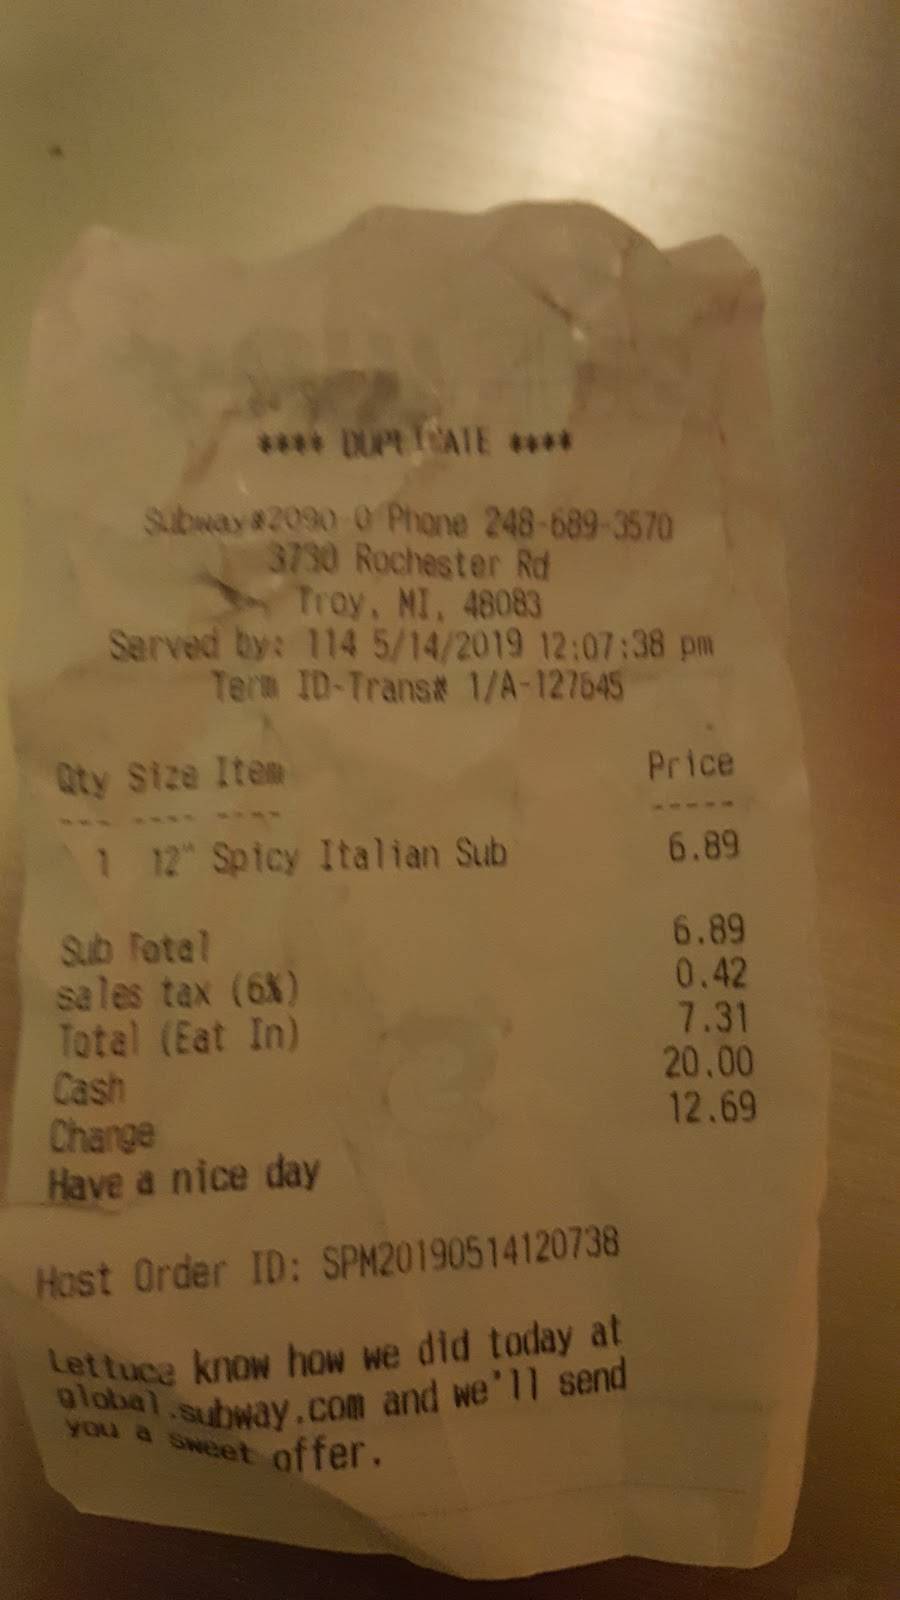 **** DUPLICATE ****
Subway#2090-0 Phone 248-689-3570
3730 Rochester Rd
Troy, MI, 48083
Served by: 114 5/14/2019 12:07:38 pm
Term ID-Trans# 1/A-127645
Qty Size Item Price
--- ---- ---- -----
1 12" Spicy Italian Sub 6.89
Sub Total 6.89
sales tax (6%) 0.42
Total (Eat In) 7.31
Cash 20.00
Change 12.69
Have a nice day
Host Order ID: SPM20190514120738
Lettuce know how we did today at
global.subway.com and we'll send
you a sweet offer.